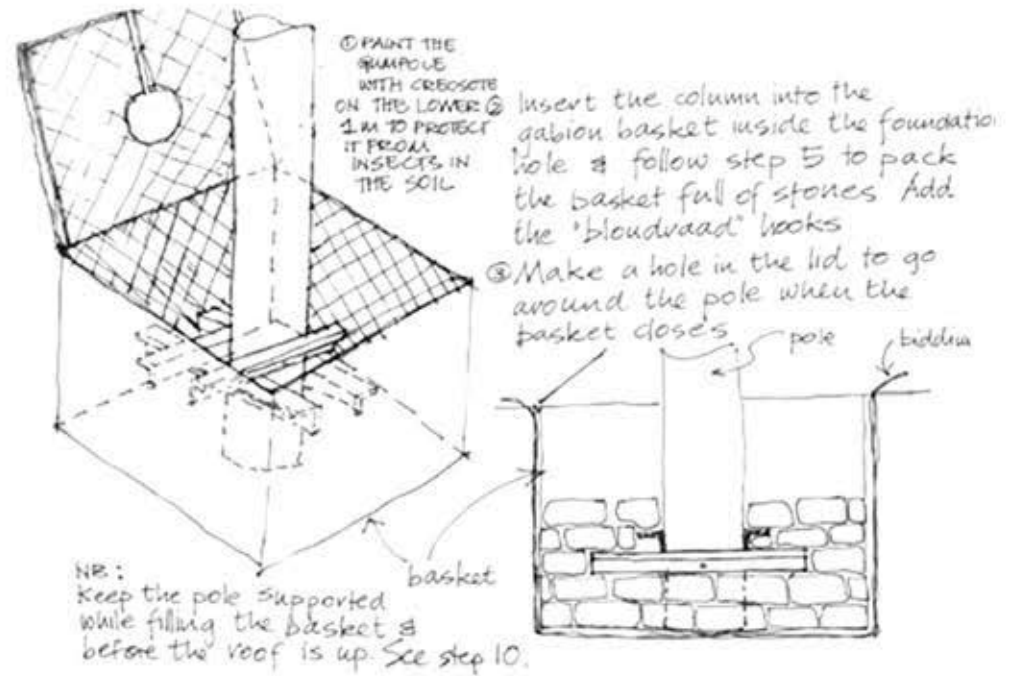 ① PAINT THE
GUMPOLE
WITH CREOSOTE
ON THE LOWER
1 M TO PROTECT
IT FROM
INSECTS IN
THE SOIL
② Insert the column into the
gabion basket inside the foundatio
hole & follow step 5 to pack
the basket full of stones Add
the "bloudraad" hooks
③ Make a hole in the lid to go
around the pole when the
basket closes
pole
biddim
basket
NB:
Keep the pole supported
while filling the basket &
before the roof is up. See step 10.